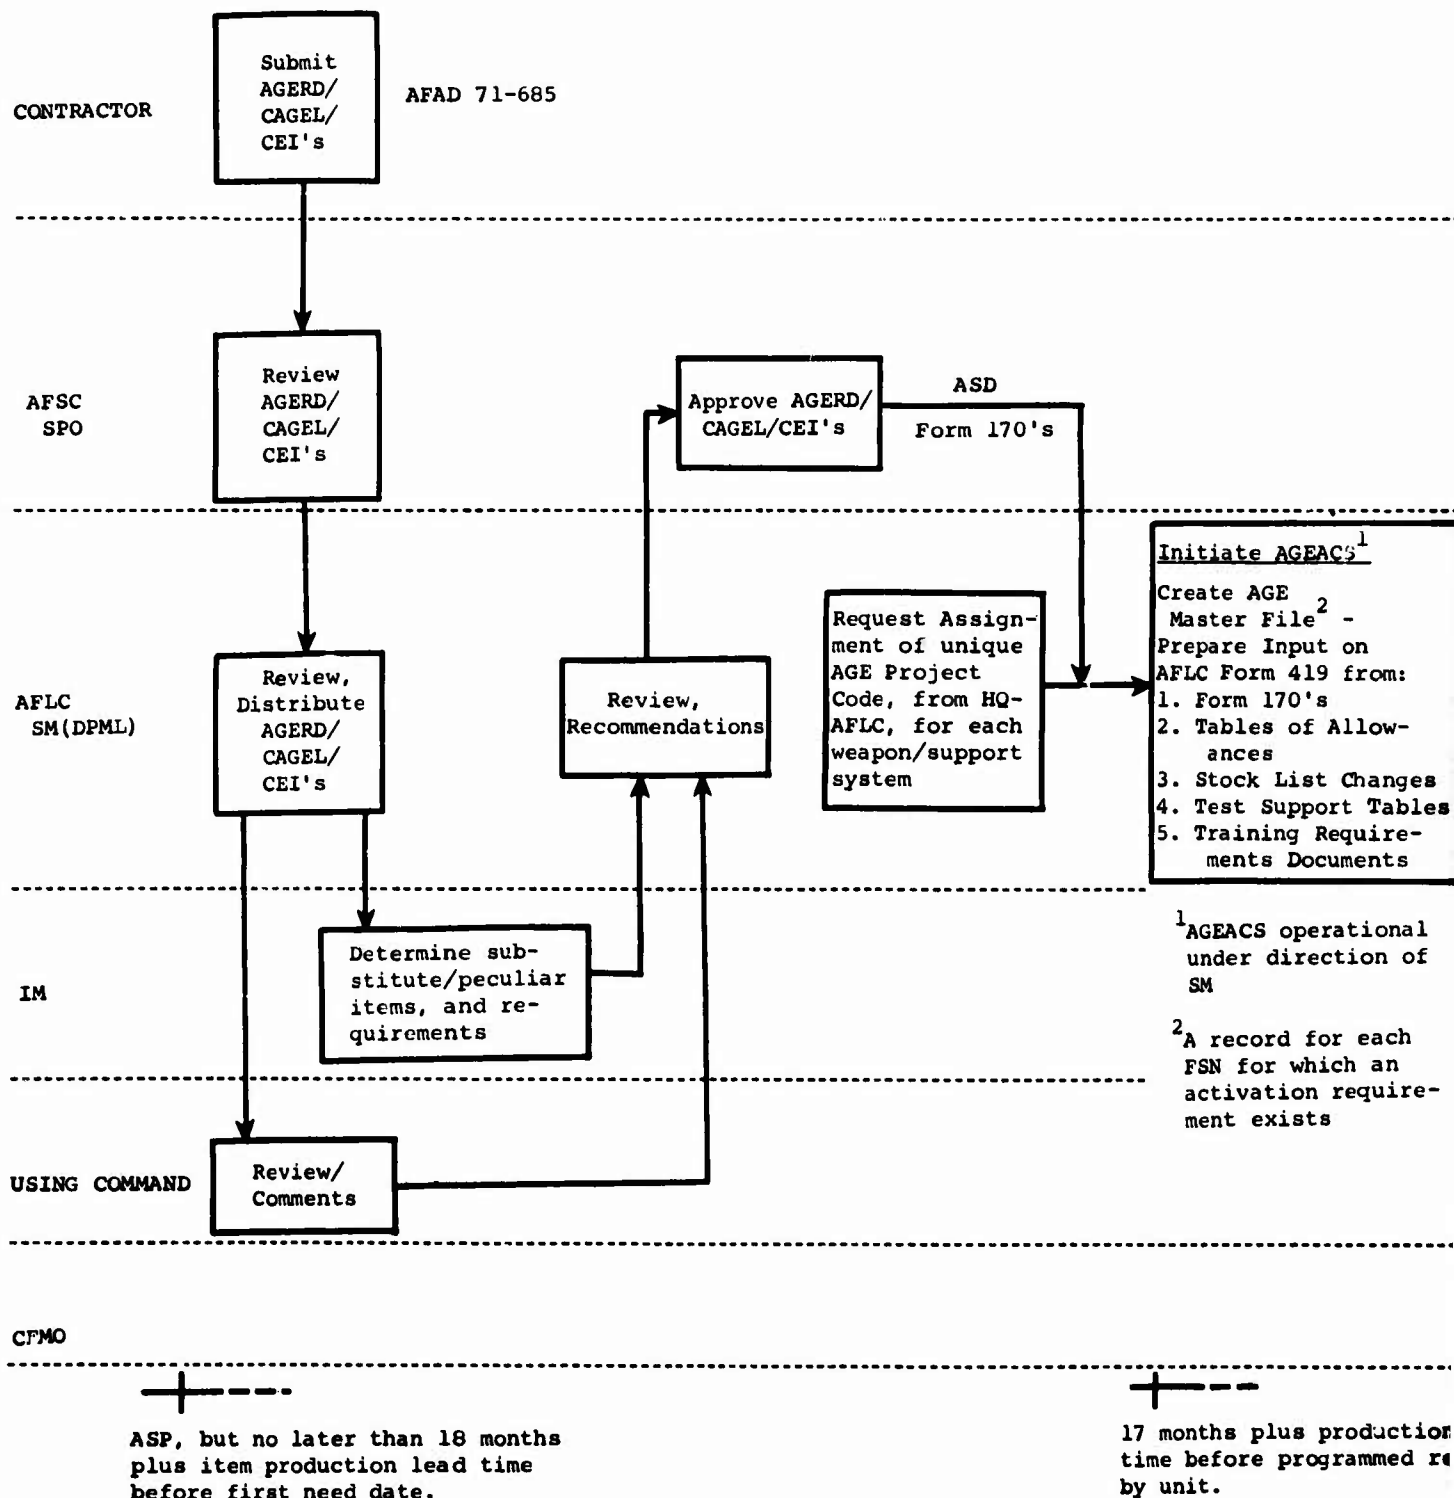 CONTRACTOR
Submit
AGERD/
CAGEL/
CEI's
AFAD 71-685
AFSC
SPO
Review
AGERD/
CAGEL/
CEI's
Approve AGERD/
CAGEL/CEI's
ASD
Form 170's
AFLC
SM(DPML)
Review,
Distribute
AGERD/
CAGEL/
CEI's
Review,
Recommendations
Request Assign-
ment of unique
AGE Project
Code, from HQ-
AFLC, for each
weapon/support
system
Initiate AGEACS1
Create AGE
Master File2 -
Prepare Input on
AFLC Form 419 from:
1. Form 170's
2. Tables of Allow-
ances
3. Stock List Changes
4. Test Support Tables
5. Training Require-
ments Documents
IM
Determine sub-
stitute/peculiar
items, and re-
quirements
1AGEACS operational
under direction of
SM
2A record for each
FSN for which an
activation require-
ment exists
USING COMMAND
Review/
Comments
CFMO
ASP, but no later than 18 months
plus item production lead time
before first need date.
17 months plus production
time before programmed
by unit.